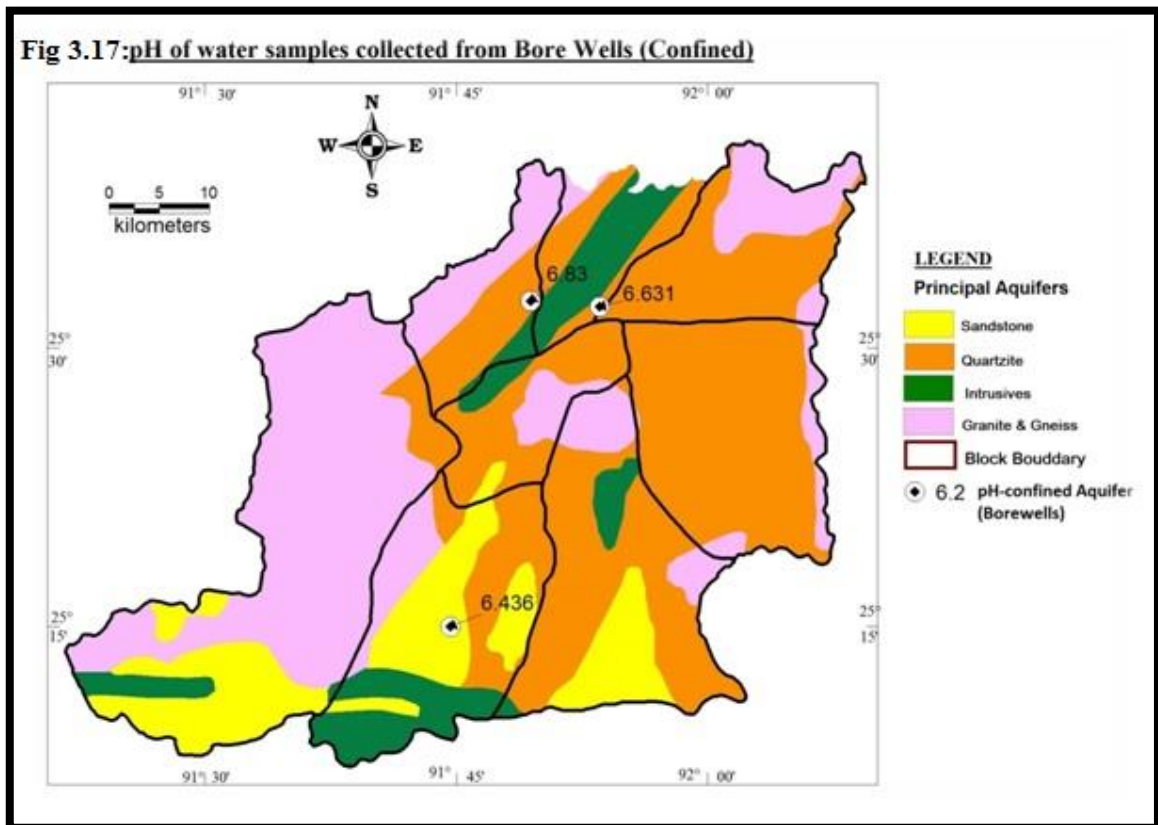 Fig 3.17:pH of water samples collected from Bore Wells (Confined)
91° 30' 91° 45' 92° 00'
N
W E
S
0 5 10
kilometers
6.83
6.631
25° 30'
25° 30'
LEGEND
Principal Aquifers
Sandstone
Quartzite
Intrusives
Granite & Gneiss
Block Bouddary
6.2 pH-confined Aquifer
(Borewells)
6.436
25° 15'
25° 15'
91° 30' 91° 45' 92° 00'